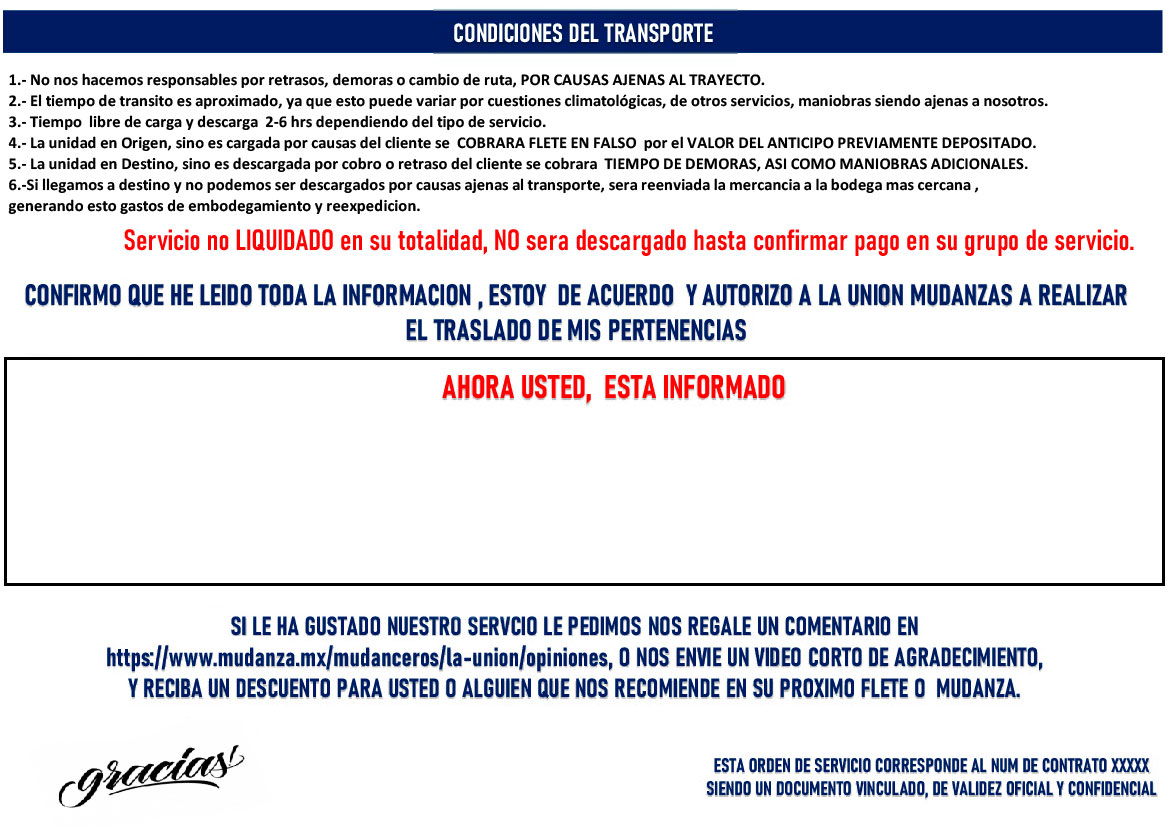 CONDICIONES DEL TRANSPORTE
1.- No nos hacemos responsables por retrasos, demoras o cambio de ruta, POR CAUSAS AJENAS AL TRAYECTO.
2.- El tiempo de transito es aproximado, ya que esto puede variar por cuestiones climatológicas, de otros servicios, maniobras siendo ajenas a nosotros.
3.- Tiempo libre de carga y descarga 2-6 hrs dependiendo del tipo de servicio.
4.- La unidad en Origen, sino es cargada por causas del cliente se COBRARA FLETE EN FALSO por el VALOR DEL ANTICIPO PREVIAMENTE DEPOSITADO.
5.- La unidad en Destino, sino es descargada por cobro o retraso del cliente se cobrara TIEMPO DE DEMORAS, ASI COMO MANIOBRAS ADICIONALES.
6.-Si llegamos a destino y no podemos ser descargados por causas ajenas al transporte, sera reenviada la mercancia a la bodega mas cercana ,
generando esto gastos de embodegamiento y reexpedicion.
Servicio no LIQUIDADO en su totalidad, NO sera descargado hasta confirmar pago en su grupo de servicio.
CONFIRMO QUE HE LEIDO TODA LA INFORMACION , ESTOY DE ACUERDO Y AUTORIZO A LA UNION MUDANZAS A REALIZAR
EL TRASLADO DE MIS PERTENENCIAS
AHORA USTED, ESTA INFORMADO
SI LE HA GUSTADO NUESTRO SERVCIO LE PEDIMOS NOS REGALE UN COMENTARIO EN
https://www.mudanza.mx/mudanceros/la-union/opiniones, O NOS ENVIE UN VIDEO CORTO DE AGRADECIMIENTO,
Y RECIBA UN DESCUENTO PARA USTED O ALGUIEN QUE NOS RECOMIENDE EN SU PROXIMO FLETE O MUDANZA.
gracias!
ESTA ORDEN DE SERVICIO CORRESPONDE AL NUM DE CONTRATO XXXXX
SIENDO UN DOCUMENTO VINCULADO, DE VALIDEZ OFICIAL Y CONFIDENCIAL